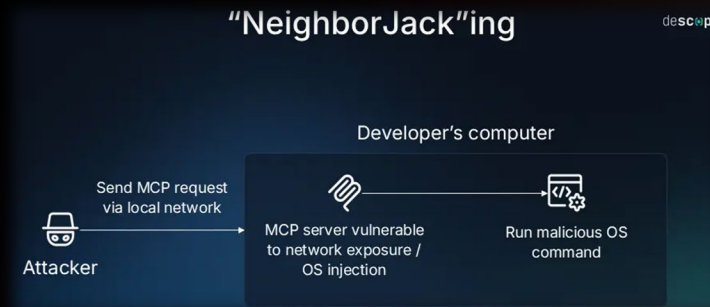 “NeighborJack”ing
descop
Developer’s computer
Send MCP request
via local network
MCP server vulnerable
to network exposure /
OS injection
Run malicious OS
command
Attacker